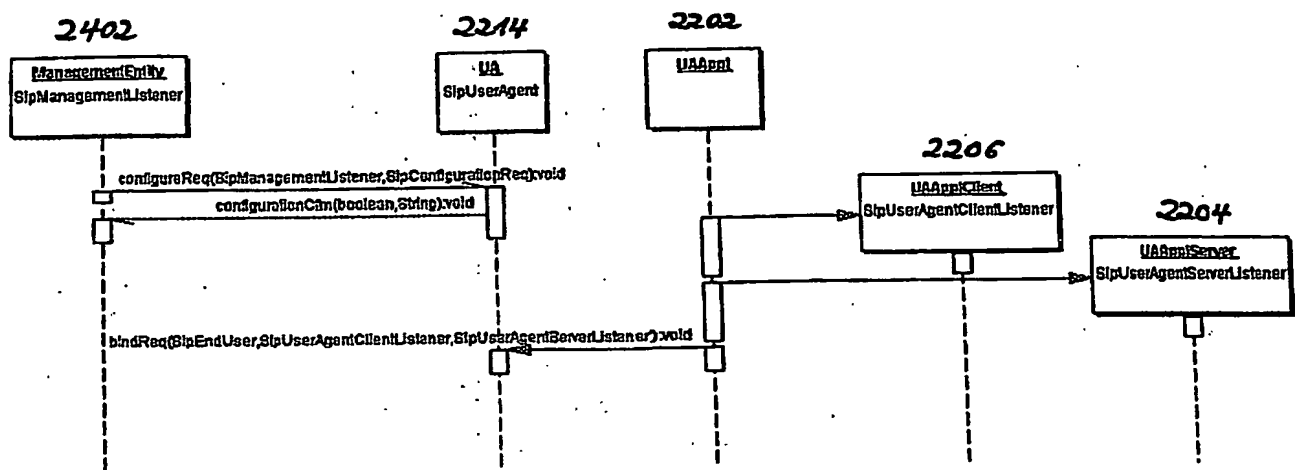 2402
2214
2202
ManagementEntity
SipManagementListener
UA
SipUserAgent
UAAppl
2206
configureReq(SipManagementListener,SipConfigurationReq):void
UAApplClient
SipUserAgentClientListener
configurationCfm(boolean,String):void
2204
UAApplServer
SipUserAgentServerListener
bindReq(SipEndUser,SipUserAgentClientListener,SipUserAgentServerListener):void